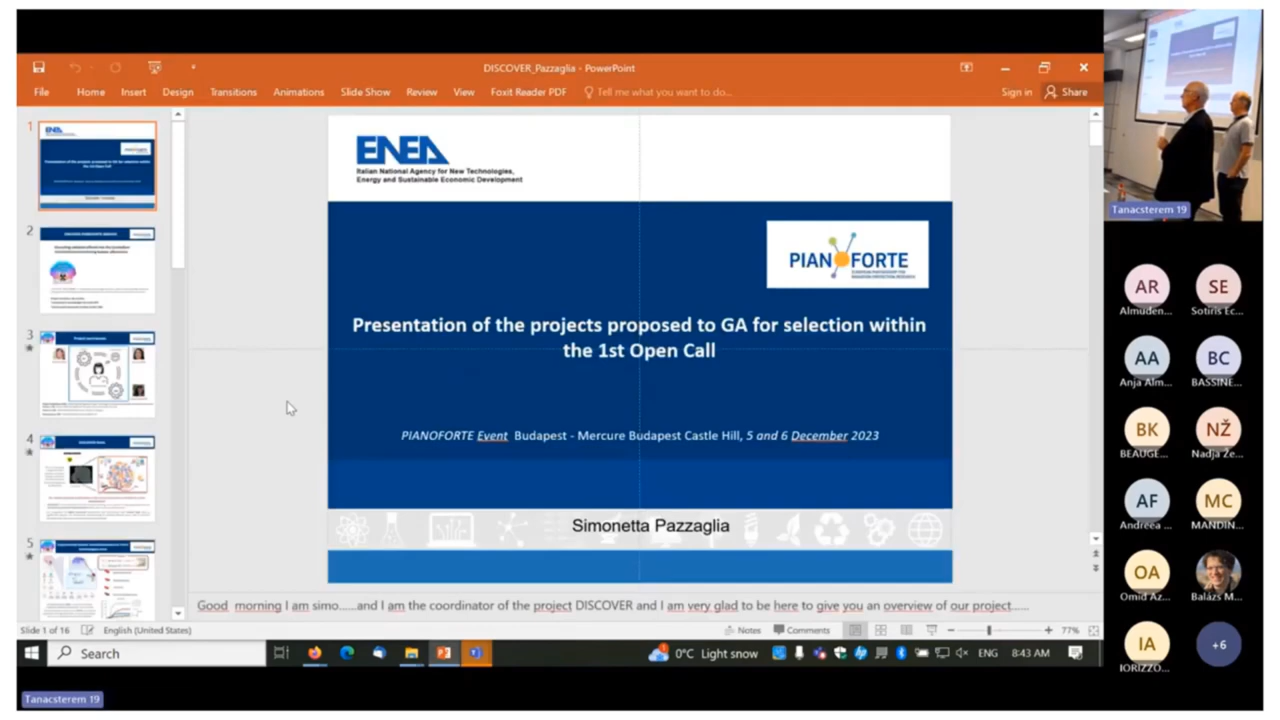 DISCOVER_Pazzaglia - PowerPoint
File Home Insert Design Transitions Animations Slide Show Review View Foxit Reader PDF Tell me what you want to do... Sign in Share
1
2
3
4
5
ENEA
Italian National Agency for New Technologies,
Energy and Sustainable Economic Development
PIANOFORTE
Presentation of the projects proposed to GA for selection within
the 1st Open Call
PIANOFORTE Event Budapest - Mercure Budapest Castle Hill, 5 and 6 December 2023
Simonetta Pazzaglia
Good morning I am simo......and I am the coordinator of the project DISCOVER and I am very glad to be here to give you an overview of our project......
Slide 1 of 16 English (United States) Notes Comments 77%
Search 0°C Light snow ENG 8:43 AM
Tanacsterem 19
Tanacsterem 19
AR SE
Almuden... Sotiris Ec...
AA BC
Anja Alm... BASSINE...
BK NŽ
BEAUGE... Nadja Že...
AF MC
Andreea ... MANDIN...
OA
Omid Az... Balázs M...
IA +6
IORIZZO...